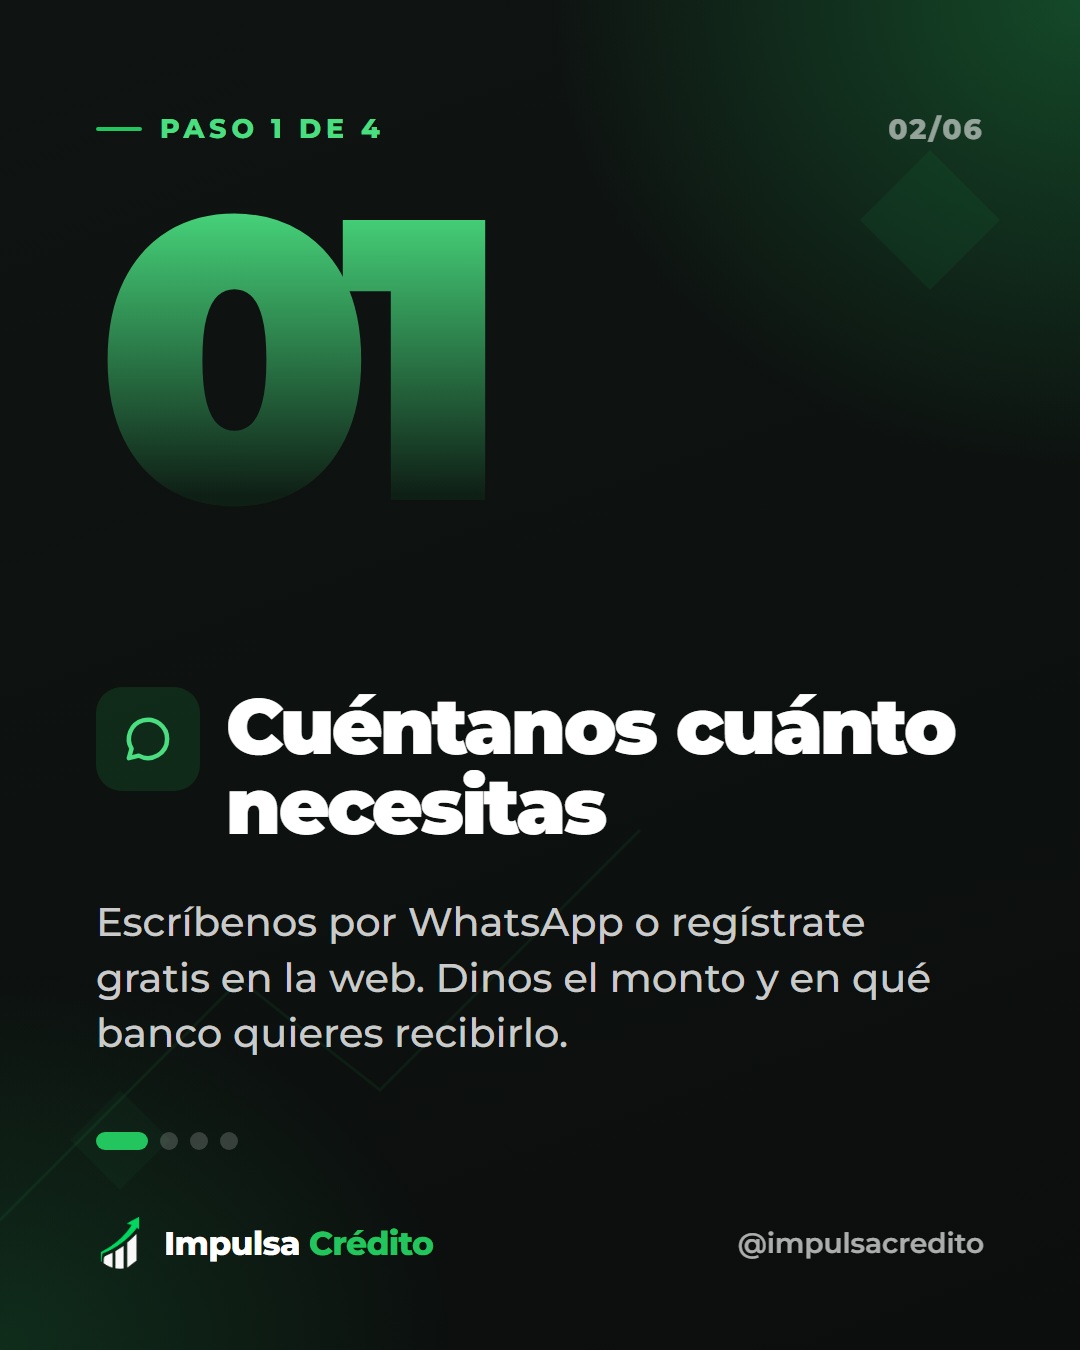 PASO 1 DE 4
02/06
01
Cuéntanos cuánto
necesitas
Escríbenos por WhatsApp o regístrate
gratis en la web. Dinos el monto y en qué
banco quieres recibirlo.
Impulsa Crédito
@impulsacredito